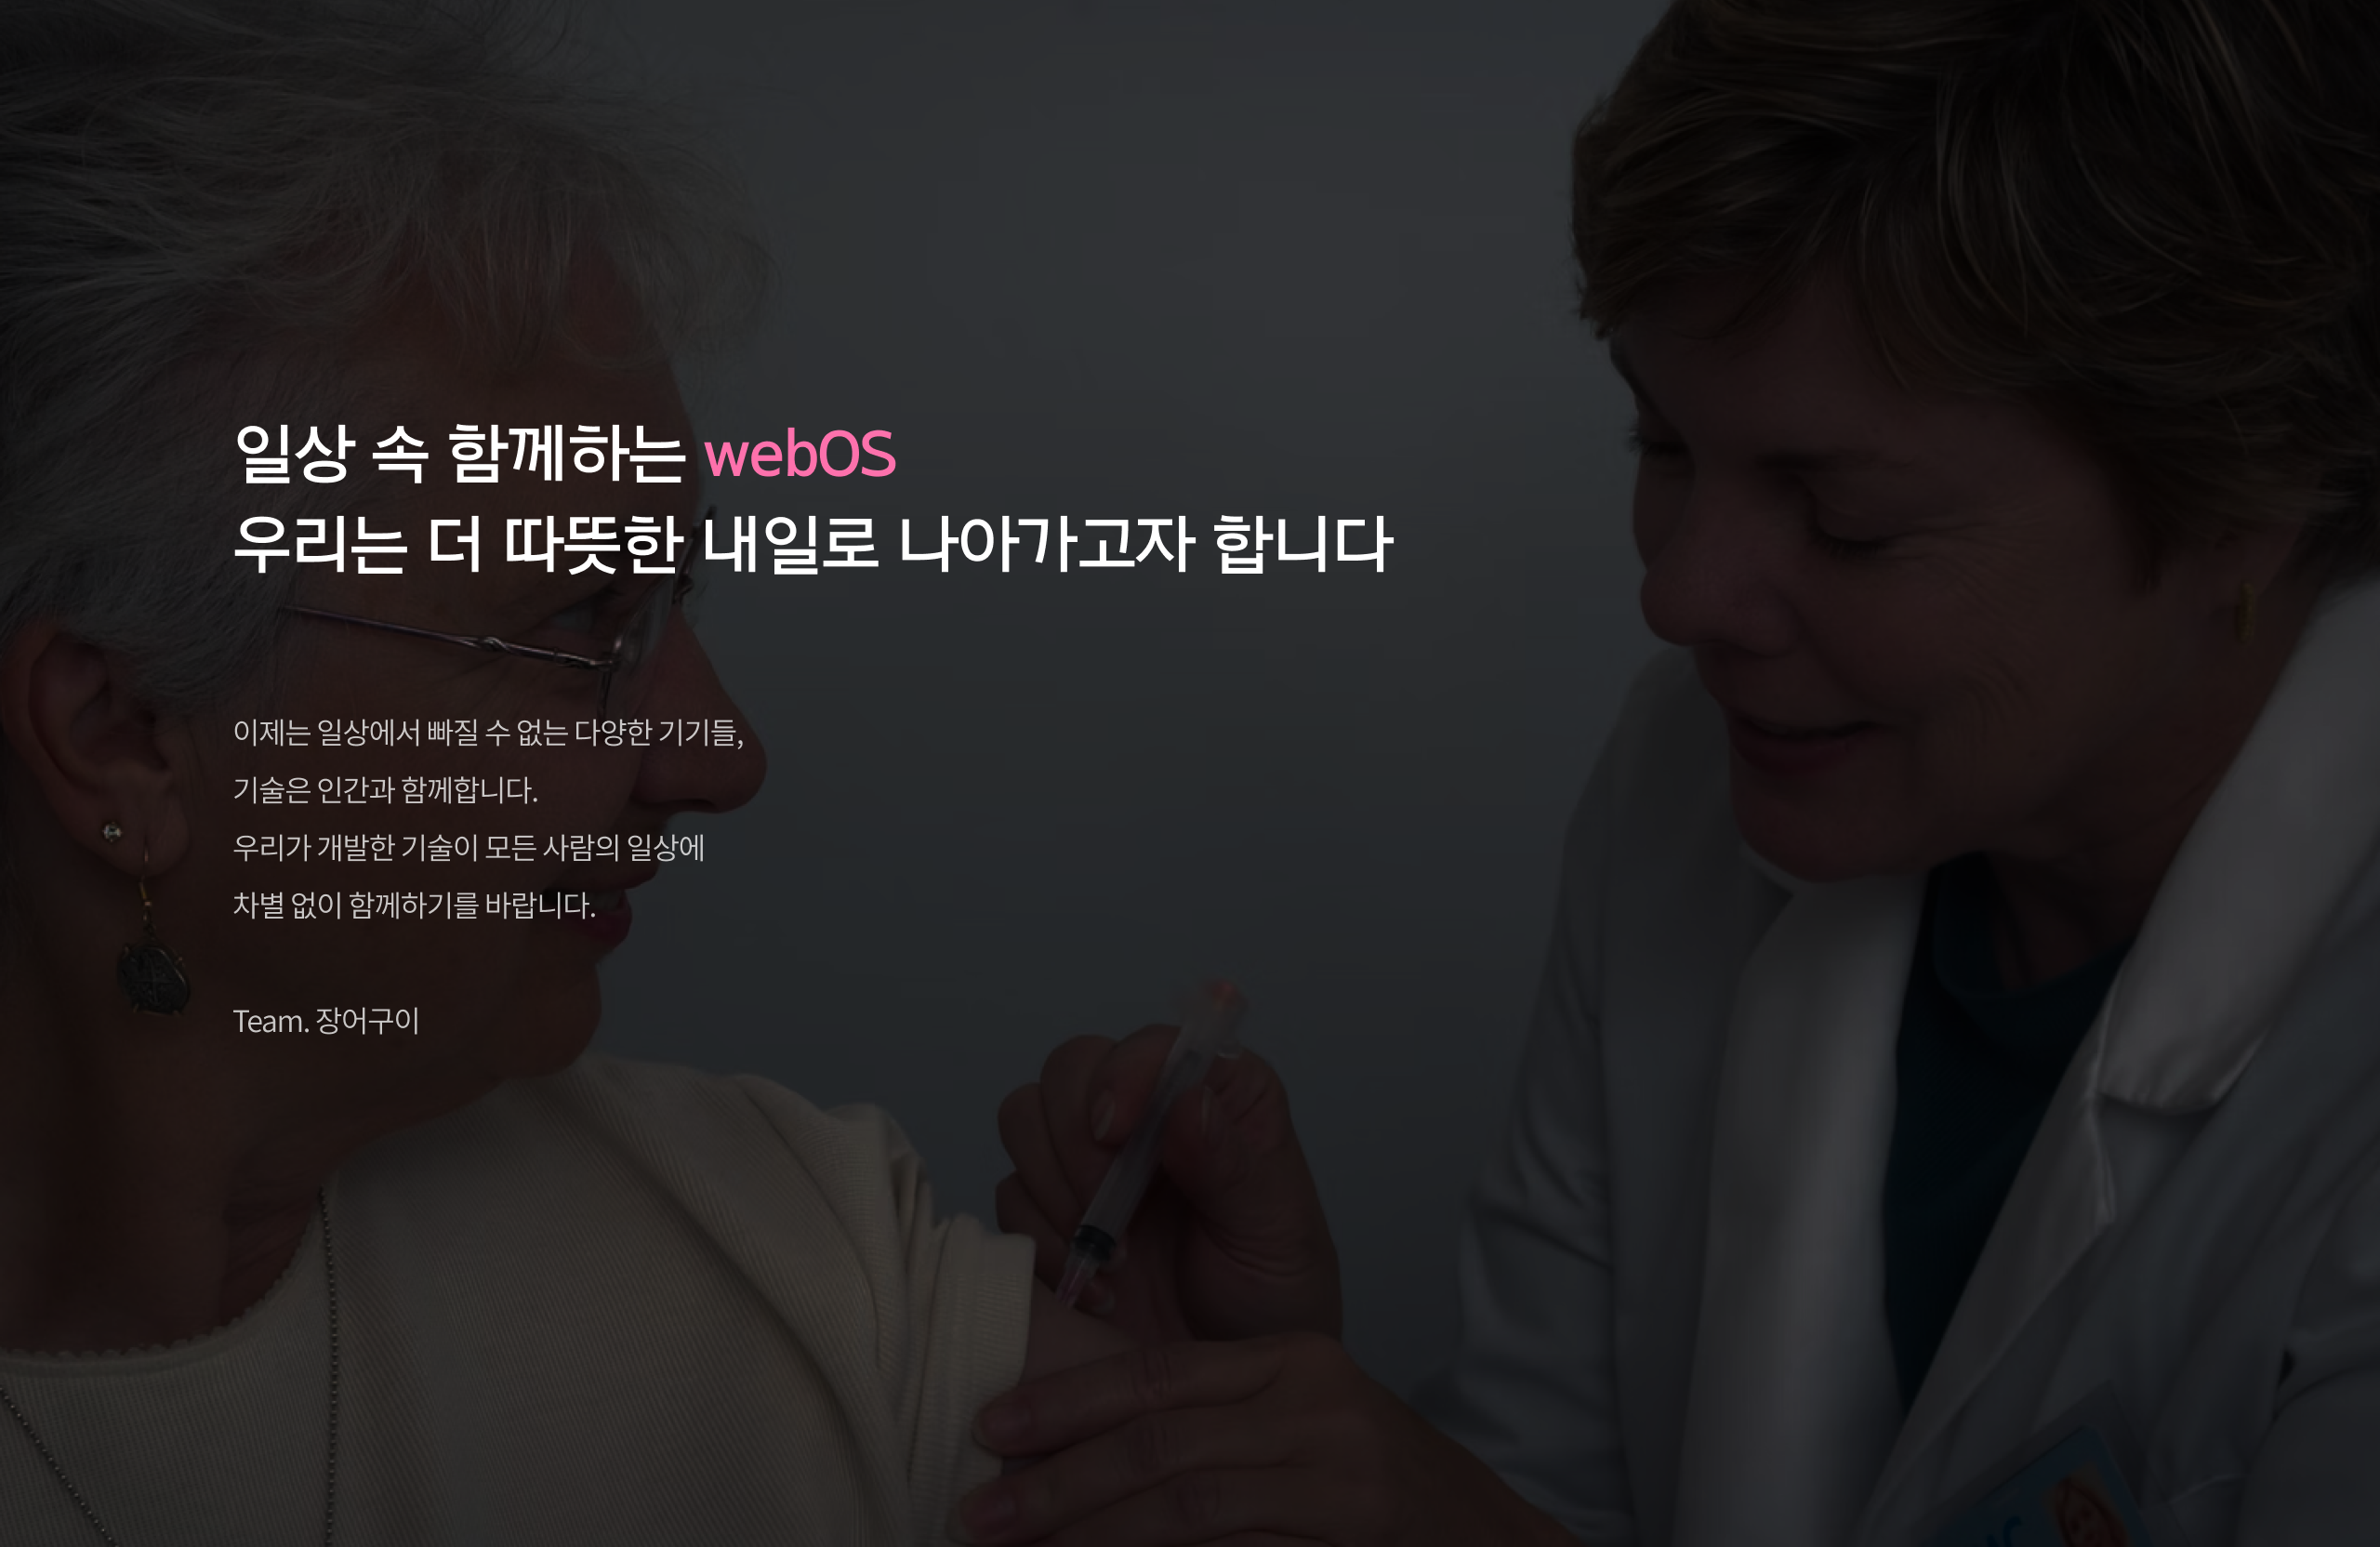 일상 속 함께하는 webOS
우리는 더 따뜻한 내일로 나아가고자 합니다
이제는 일상에서 빠질 수 없는 다양한 기기들,
기술은 인간과 함께합니다.
우리가 개발한 기술이 모든 사람의 일상에
차별 없이 함께하기를 바랍니다.
Team. 장어구이